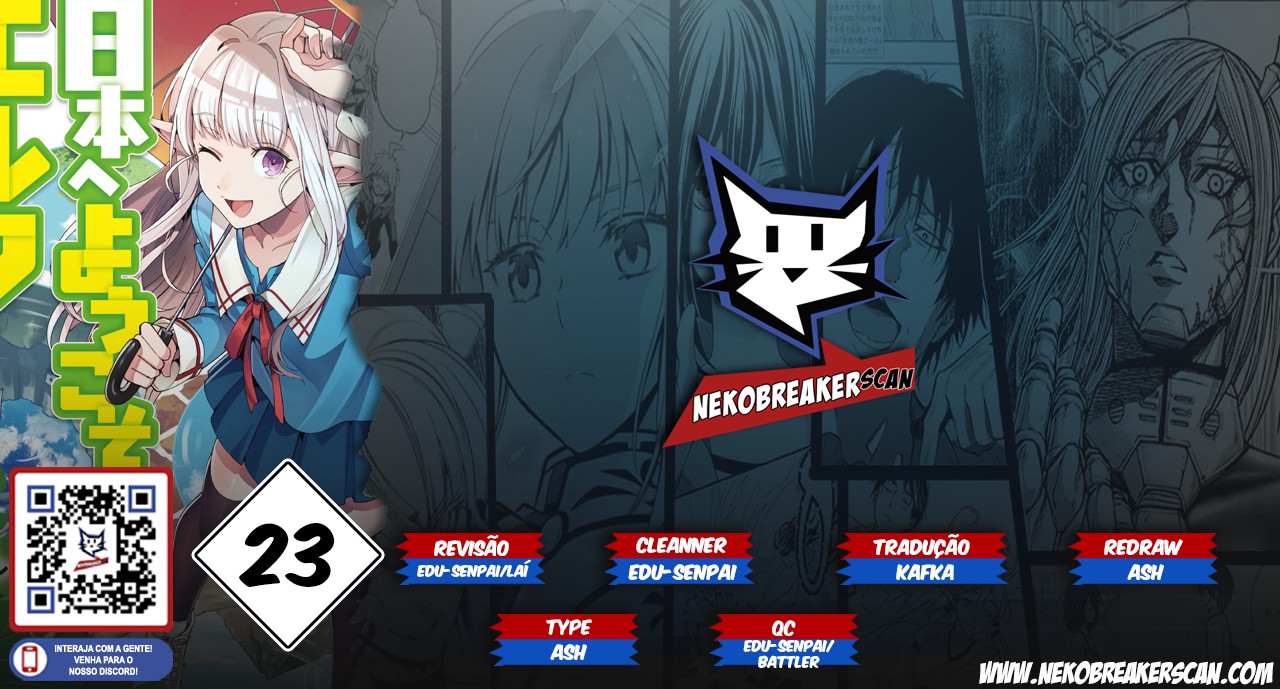 日本へようこそ
エルフ
NEKOBREAKERSCAN
23
REVISÃO
EDU-SENPAI/LAÍ
CLEANNER
EDU-SENPAI
TRADUÇÃO
KAFKA
REDRAW
ASH
TYPE
ASH
QC
EDU-SENPAI/
BATTLER
INTERAJA COM A GENTE!
VENHA PARA O
NOSSO DISCORD!
WWW.NEKOBREAKERSCAN.COM